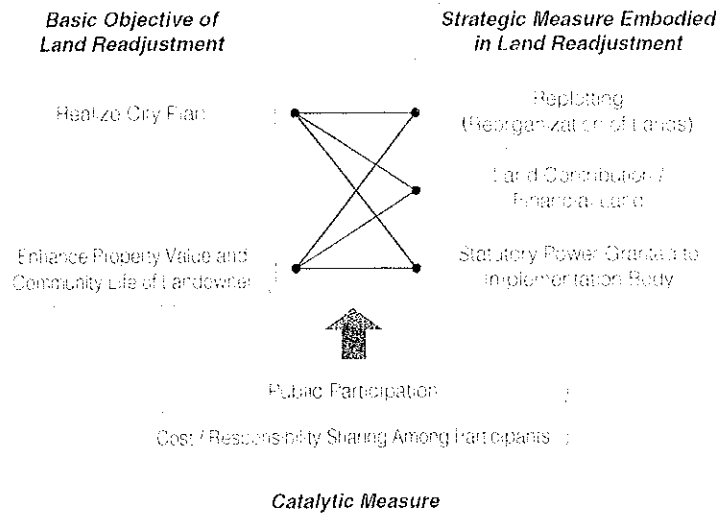 Basic Objective of
Land Readjustment
Strategic Measure Embodied
in Land Readjustment
Realize City Plan
Replotting
(Reorganization of Lands)
Land Contribution /
Financial Land
Enhance Property Value and
Community Life of Landowner
Statutory Power Granted to
Implementation Body
Public Participation
Cost / Responsibility Sharing Among Participants
Catalytic Measure